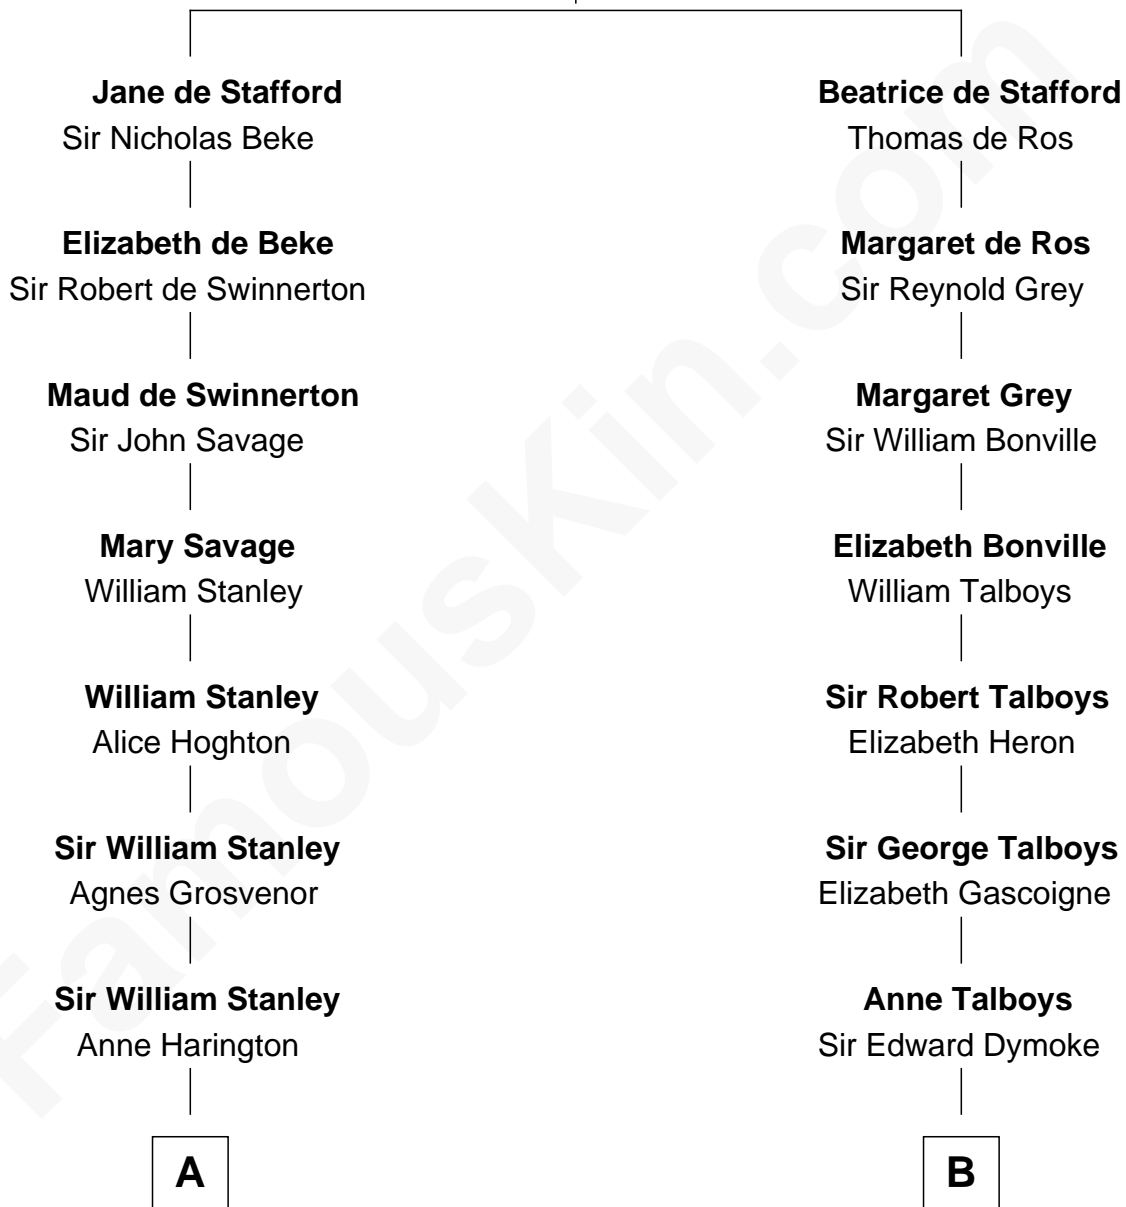 Jane de Stafford
Sir Nicholas Beke
Elizabeth de Beke
Sir Robert de Swinnerton
Maud de Swinnerton
Sir John Savage
Mary Savage
William Stanley
William Stanley
Alice Hoghton
Sir William Stanley
Agnes Grosvenor
Sir William Stanley
Anne Harington
A
Beatrice de Stafford
Thomas de Ros
Margaret de Ros
Sir Reynold Grey
Margaret Grey
Sir William Bonville
Elizabeth Bonville
William Talboys
Sir Robert Talboys
Elizabeth Heron
Sir George Talboys
Elizabeth Gascoigne
Anne Talboys
Sir Edward Dymoke
B
FamousKin.com